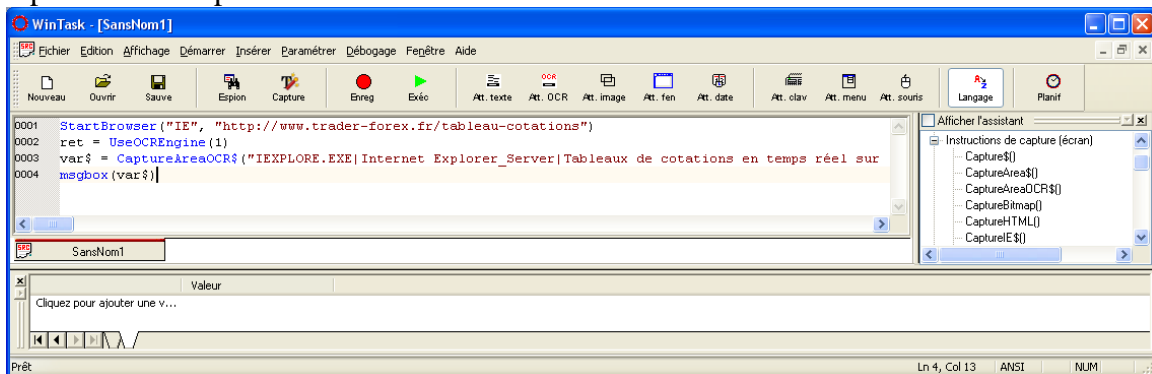 WinTask - [SansNom1]
Fichier Edition Affichage Démarrer Insérer Paramétrer Débogage Fenêtre Aide
Nouveau Ouvrir Sauve Espion Capture Enreg Exéc Att. texte Att. OCR Att. image Att. fen Att. date Att. clav Att. menu Att. souris Langage Planif
0001 StartBrowser("IE", "http://www.trader-forex.fr/tableau-cotations")
0002 ret = UseOCREngine(1)
0003 var$ = CaptureAreaOCR$("IEXPLORE.EXE|Internet Explorer_Server|Tableaux de cotations en temps réel sur
0004 msgbox(var$)
Afficher l'assistant
Instructions de capture (écran)
Capture$()
CaptureArea$()
CaptureAreaOCR$()
CaptureBitmap()
CaptureHTML()
CaptureIE$()
SansNom1
Valeur
Cliquez pour ajouter une v...
Prêt Ln 4, Col 13 ANSI NUM